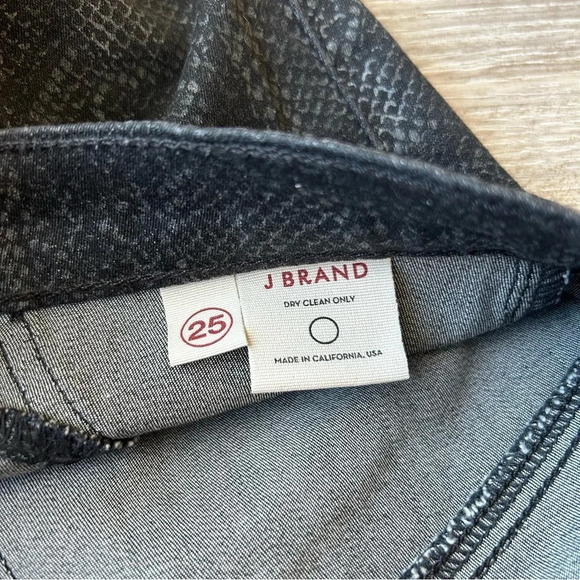 25
J BRAND
DRY CLEAN ONLY
MADE IN CALIFORNIA, USA